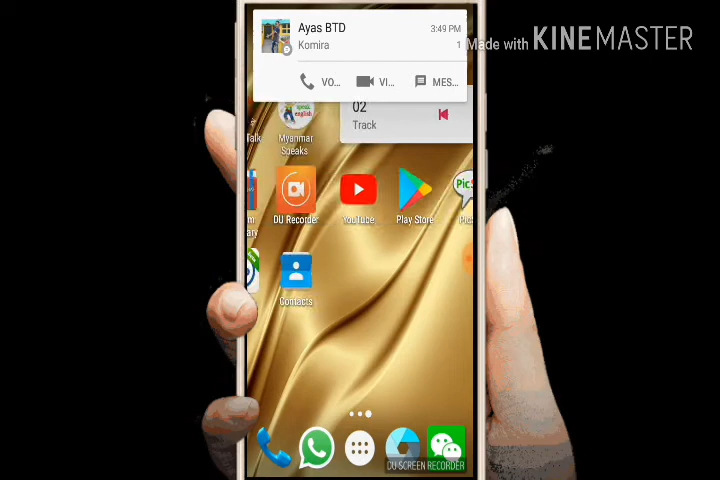 Ayas BTD
3:49 PM
Komira
1
Made with KINEMASTER
VO...
VI...
MES...
02
Track
Talk
Myanmar
Speaks
DU Recorder
YouTube
Play Store
Contacts
DU SCREEN RECORDER